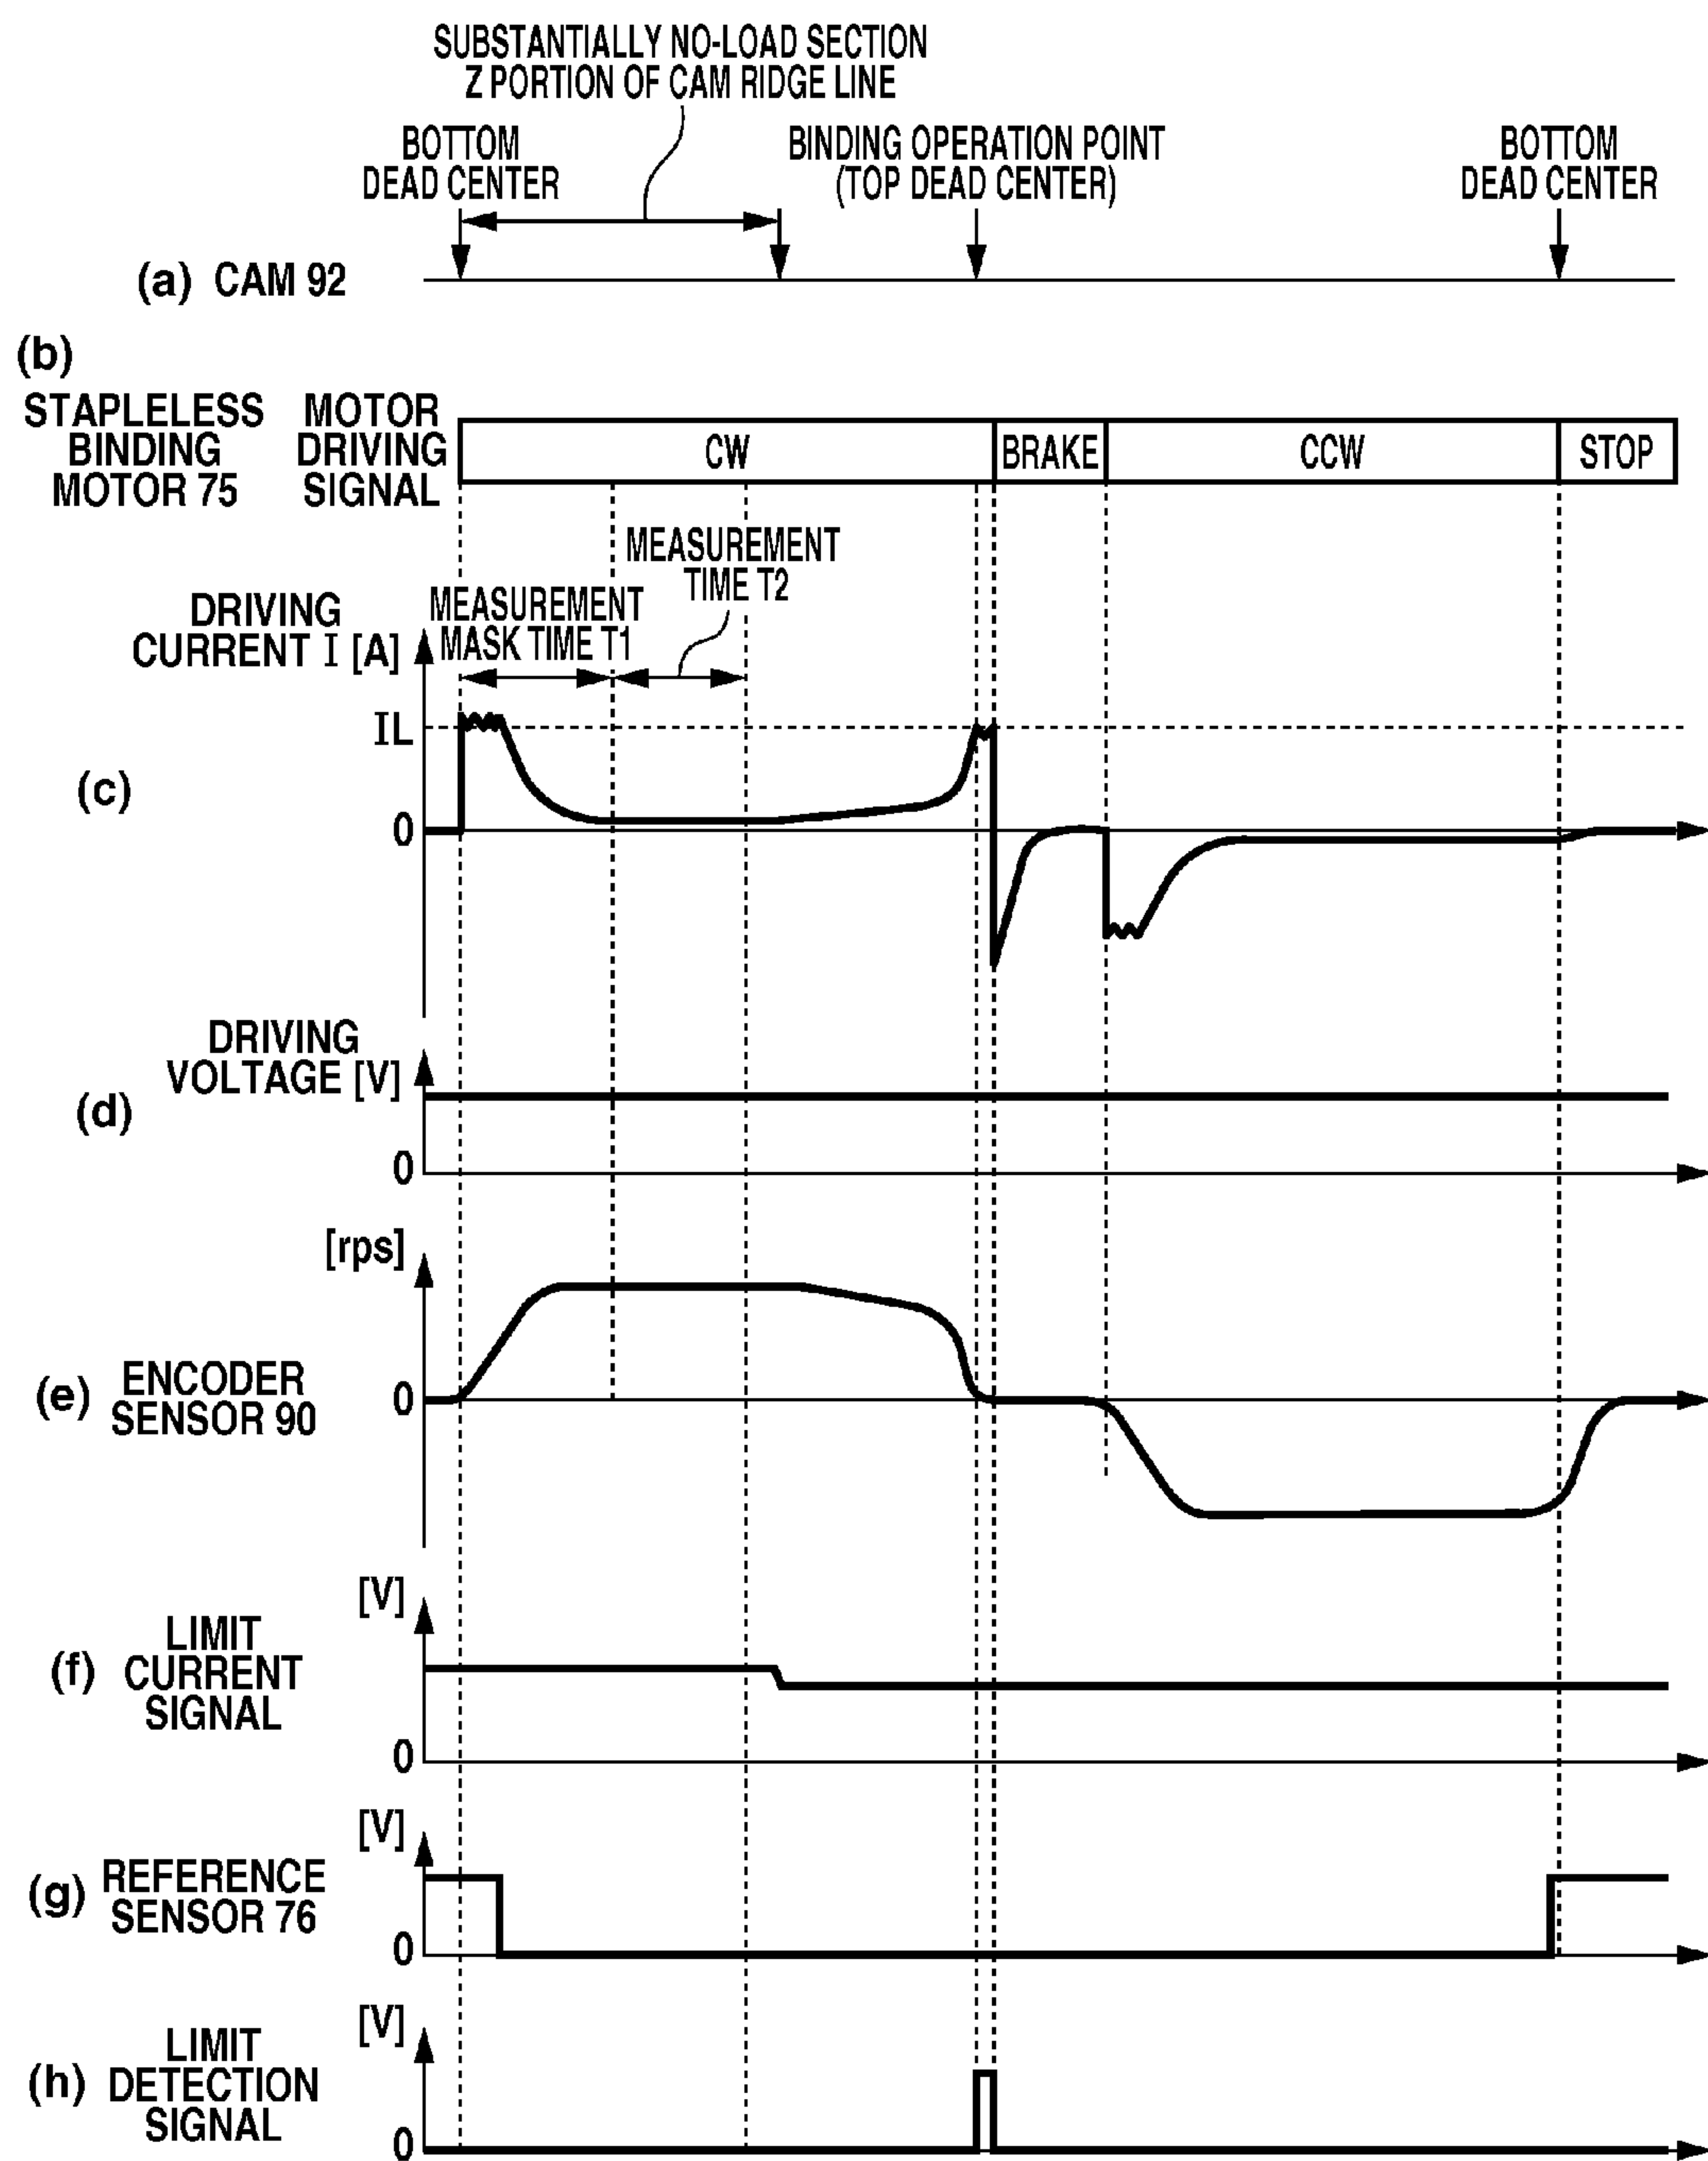 SUBSTANTIALLY NO-LOAD SECTION
Z PORTION OF CAM RIDGE LINE
BOTTOM
DEAD CENTER
BINDING OPERATION POINT
(TOP DEAD CENTER)
BOTTOM
DEAD CENTER
(a) CAM 92
(b)
STAPLELESS
BINDING
MOTOR 75
MOTOR
DRIVING
SIGNAL
CW
BRAKE
CCW
STOP
MEASUREMENT
TIME T2
MEASUREMENT
MASK TIME T1
DRIVING
CURRENT I [A]
IL
(c)
0
DRIVING
VOLTAGE [V]
(d)
0
[rps]
(e) ENCODER
SENSOR 90
0
[V]
(f) LIMIT
CURRENT
SIGNAL
0
[V]
(g) REFERENCE
SENSOR 76
0
[V]
(h) LIMIT
DETECTION
SIGNAL
0